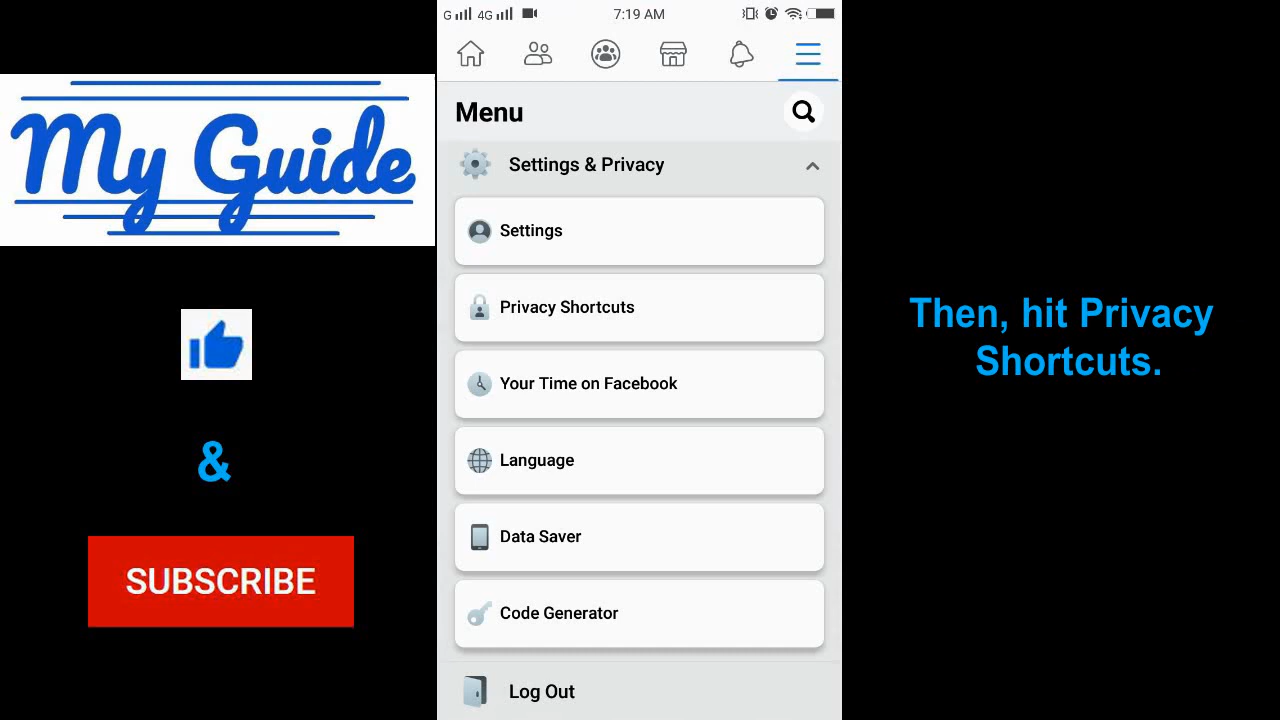 My Guide
&
SUBSCRIBE
G 4G 7:19 AM
Menu
Settings & Privacy
Settings
Privacy Shortcuts
Your Time on Facebook
Language
Data Saver
Code Generator
Log Out
Then, hit Privacy
Shortcuts.